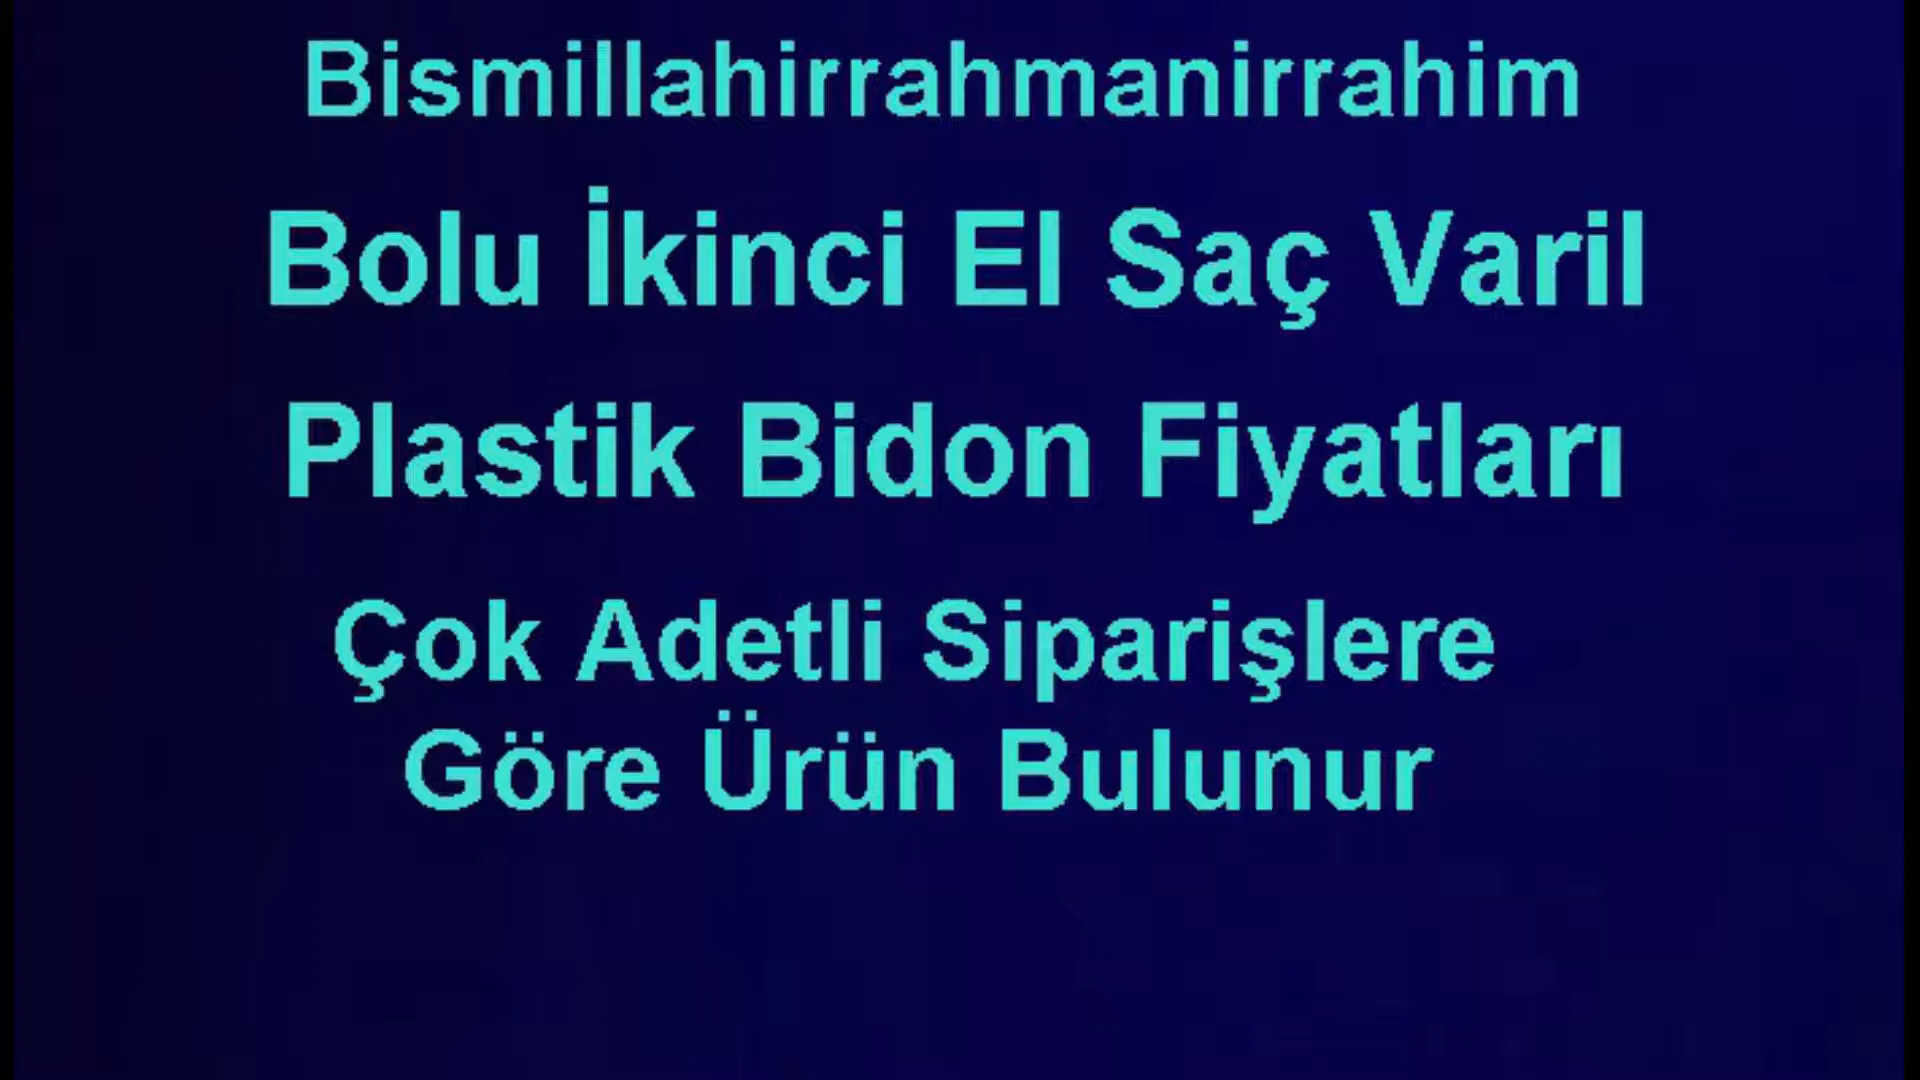 Bismillahirrahmanirrahim
Bolu İkinci El Saç Varil
Plastik Bidon Fiyatları
Çok Adetli Siparişlere
Göre Ürün Bulunur